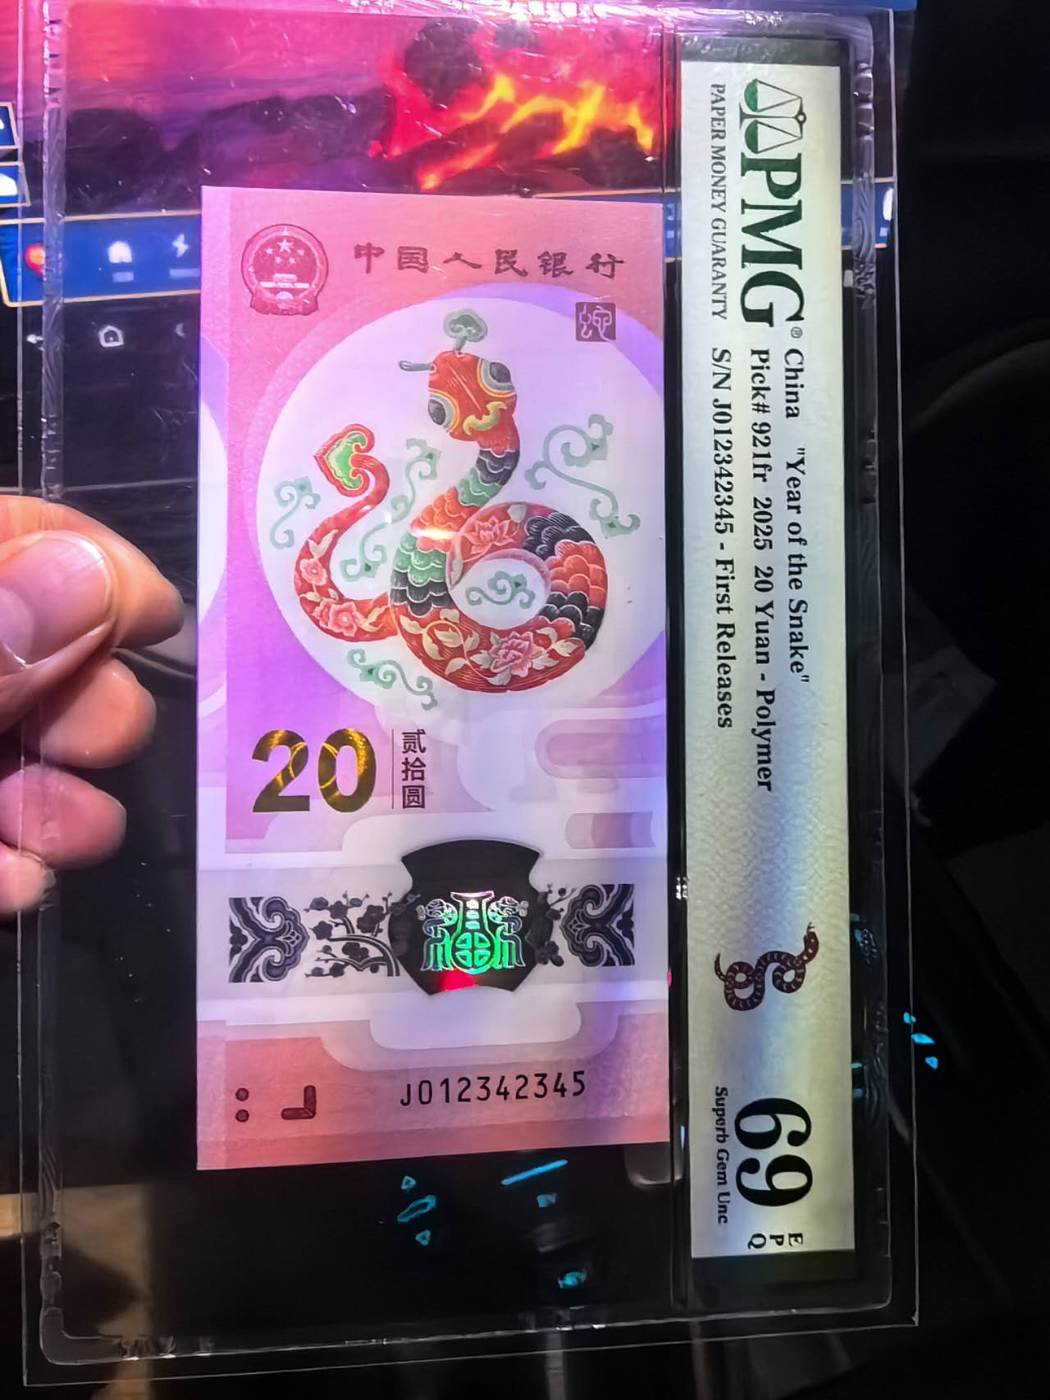 中国人民银行
蛇
20
贰拾圆
J012342345
PMG®
PAPER MONEY GUARANTY
China "Year of the Snake"
Pick# 921fr 2025 20 Yuan - Polymer
S/N J012342345 - First Releases
69
EPQ
Superb Gem Unc